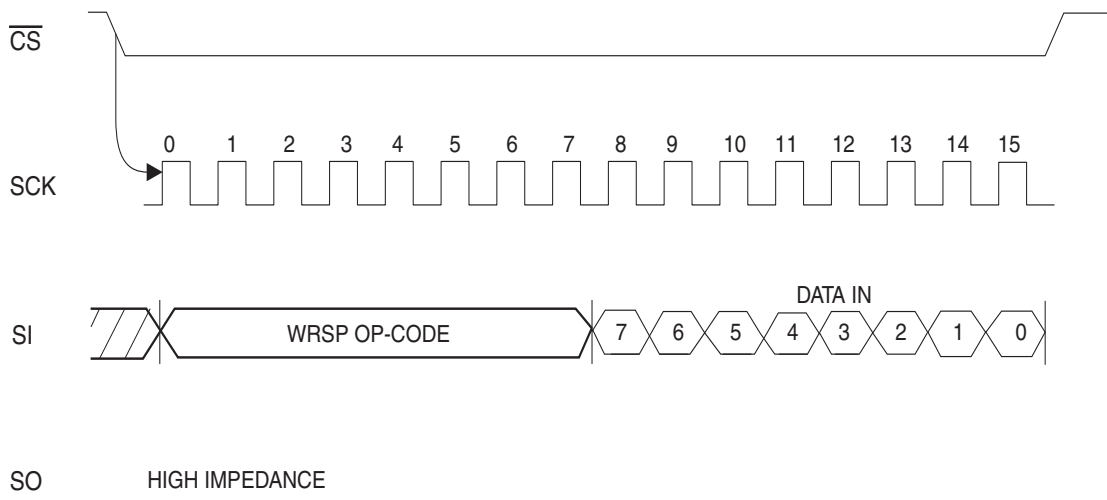 CS
0 1 2 3 4 5 6 7 8 9 10 11 12 13 14 15
SCK
DATA IN
SI WRSP OP-CODE 7 6 5 4 3 2 1 0
SO HIGH IMPEDANCE